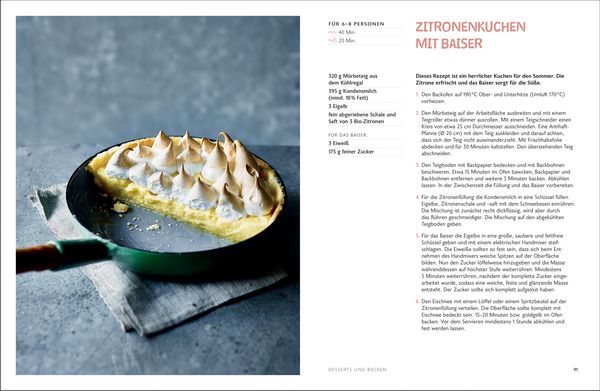 FÜR 6–8 PERSONEN
40 Min.
20 Min.
320 g Mürbeteig aus
dem Kühlregal
395 g Kondensmilch
(mind. 10 % Fett)
3 Eigelb
fein abgeriebene Schale und
Saft von 3 Bio-Zitronen
FÜR DAS BAISER:
3 Eiweiß
175 g feiner Zucker
ZITRONENKUCHEN
MIT BAISER
Dieses Rezept ist ein herrlicher Kuchen für den Sommer. Die
Zitrone erfrischt und das Baiser sorgt für die Süße.
1. Den Backofen auf 190 °C Ober- und Unterhitze (Umluft 170 °C)
vorheizen.
2. Den Mürbeteig auf der Arbeitsfläche ausbreiten und mit einem
Teigroller etwas dünner ausrollen. Mit einem Teigschneider einen
Kreis von etwa 25 cm Durchmesser ausschneiden. Eine Antihaft-
Pfanne (Ø 20 cm) mit dem Teig auskleiden und darauf achten,
dass sich der Teig nicht auseinanderzieht. Mit Frischhaltefolie
abdecken und für 30 Minuten kaltstellen. Den überstehenden Teig
abschneiden.
3. Den Teigboden mit Backpapier bedecken und mit Backbohnen
beschweren. Etwa 15 Minuten im Ofen backen, Backpapier und
Backbohnen entfernen und weitere 5 Minuten backen. Abkühlen
lassen. In der Zwischenzeit die Füllung und das Baiser vorbereiten.
4. Für die Zitronenfüllung die Kondensmilch in eine Schüssel füllen.
Eigelbe, Zitronenschale und -saft mit dem Schneebesen einrühren.
Die Mischung ist zunächst recht dickflüssig, wird aber durch
das Rühren geschmeidiger. Die Mischung auf den abgekühlten
Teigboden geben.
5. Für das Baiser die Eigelbe in eine große, saubere und fettfreie
Schüssel geben und mit einem elektrischen Handmixer steif-
schlagen. Die Eiweiße sollten so fest sein, dass sich beim Ent-
nehmen des Handmixers weiche Spitzen auf der Oberfläche
bilden. Nun den Zucker löffelweise hinzugeben und die Masse
währenddessen auf höchster Stufe weiterrühren. Mindestens
5 Minuten weiterrühren, nachdem der komplette Zucker einge-
arbeitet wurde, sodass eine weiche, feste und glänzende Masse
entsteht. Der Zucker sollte sich komplett aufgelöst haben.
6. Den Eischnee mit einem Löffel oder einem Spritzbeutel auf der
Zitronenfüllung verteilen. Die Oberfläche sollte komplett mit
Eischnee bedeckt sein. 15–20 Minuten bzw. goldgelb im Ofen
backen. Vor dem Servieren mindestens 1 Stunde abkühlen und
fest werden lassen.
DESSERTS UND BACKEN
91